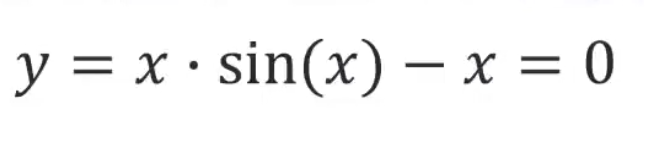 y = x · sin(x) − x = 0